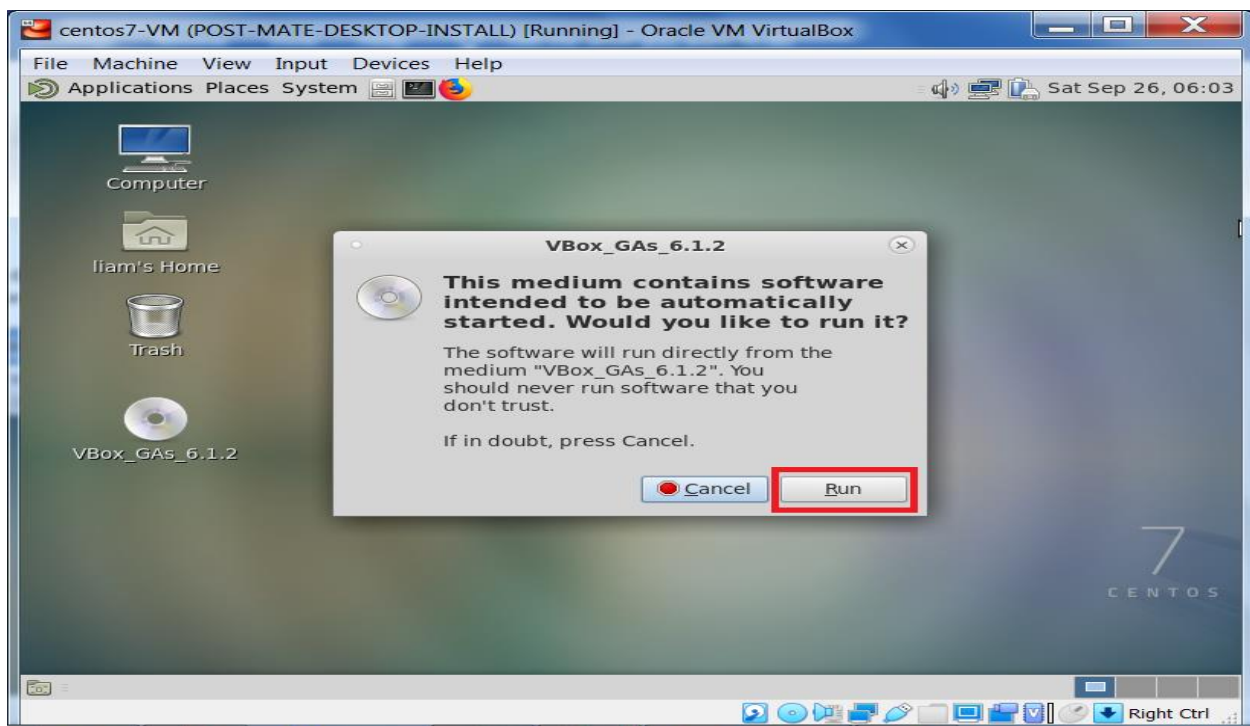 centos7-VM (POST-MATE-DESKTOP-INSTALL) [Running] - Oracle VM VirtualBox
File Machine View Input Devices Help
Applications Places System Sat Sep 26, 06:03
Computer
liam's Home
Trash
VBox_GAs_6.1.2
VBox_GAs_6.1.2
This medium contains software
intended to be automatically
started. Would you like to run it?
The software will run directly from the
medium "VBox_GAs_6.1.2". You
should never run software that you
don't trust.
If in doubt, press Cancel.
Cancel Run
7
CENTOS
Right Ctrl